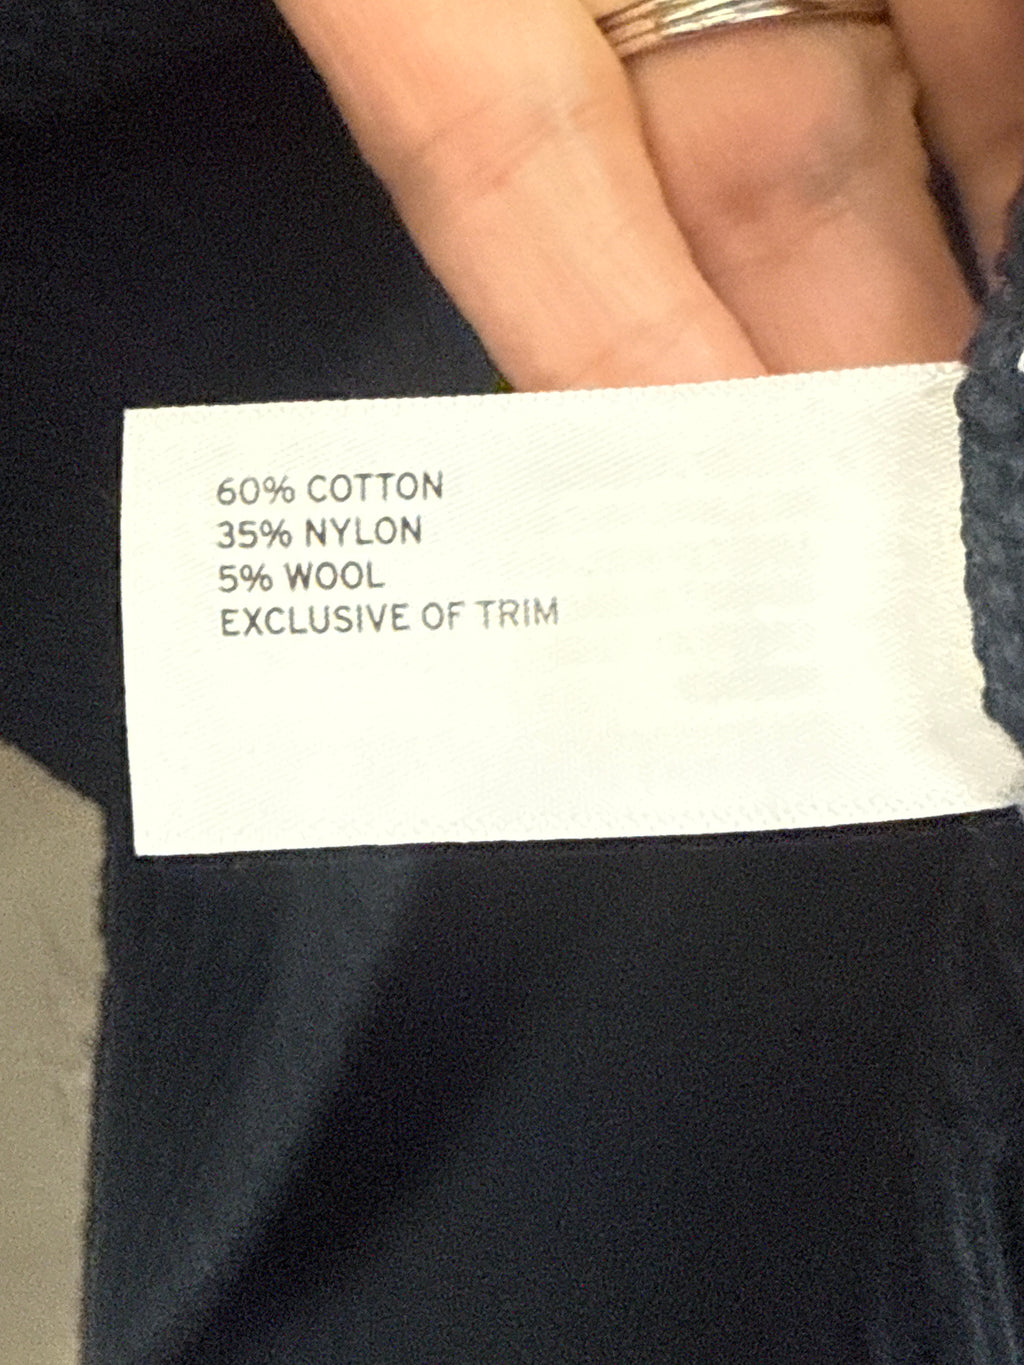 60% COTTON
35% NYLON
5% WOOL
EXCLUSIVE OF TRIM